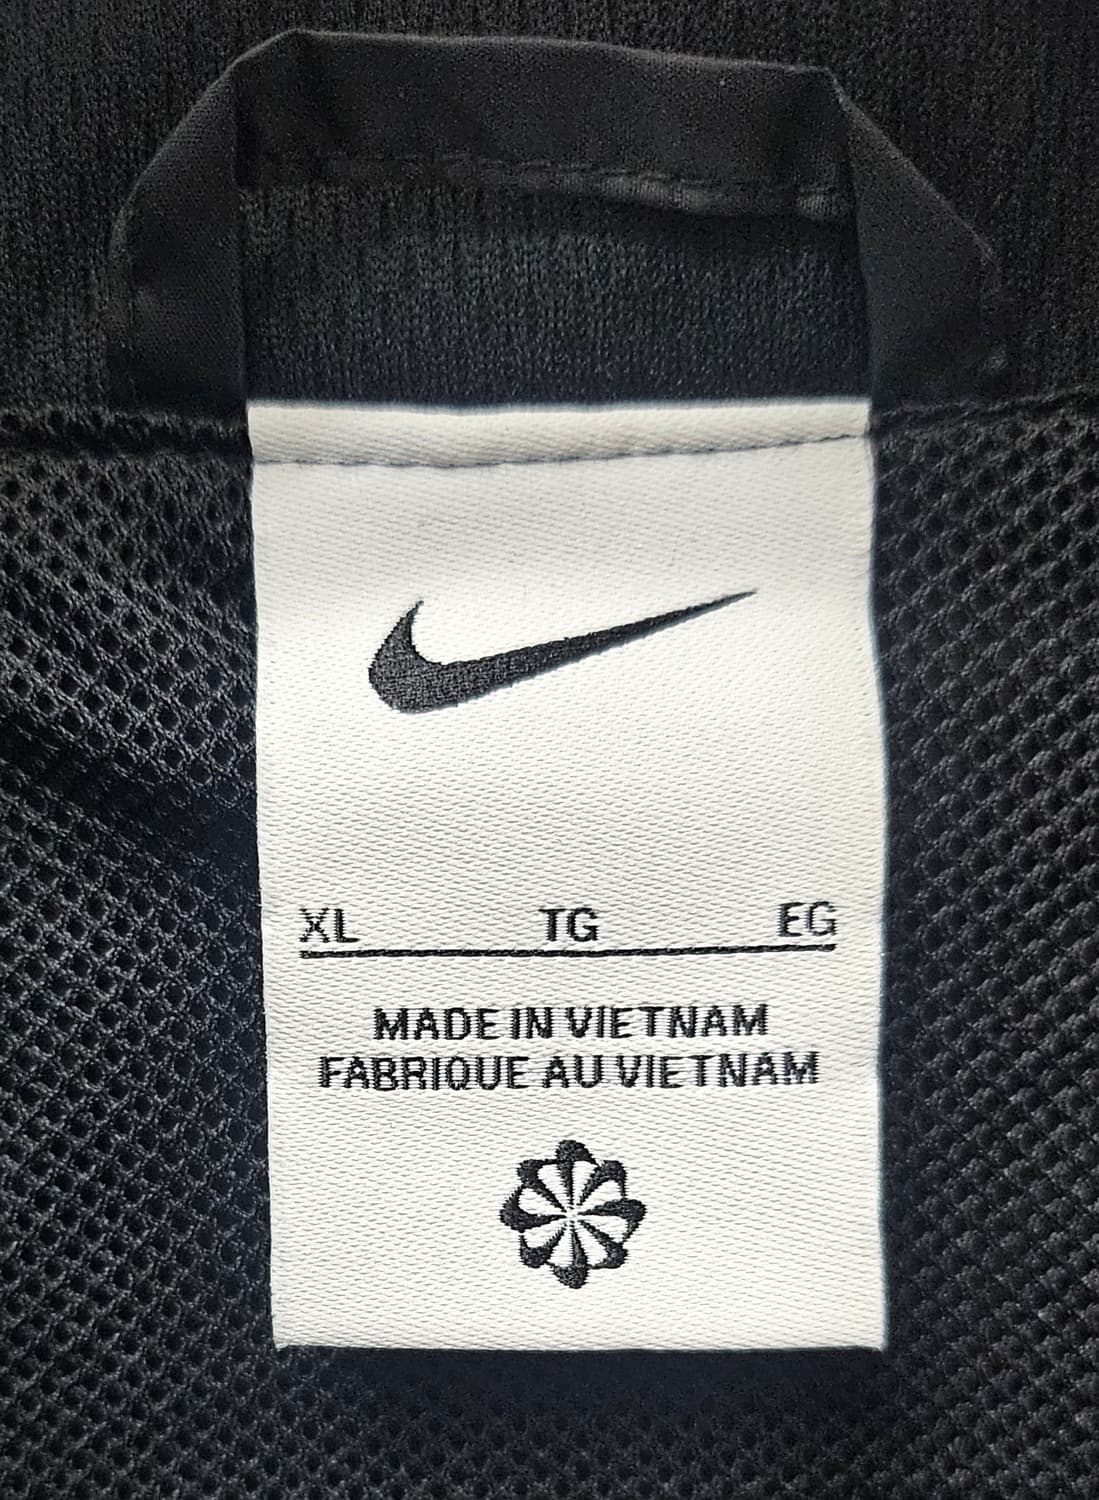 XL TG EG
MADE IN VIETNAM
FABRIQUE AU VIETNAM